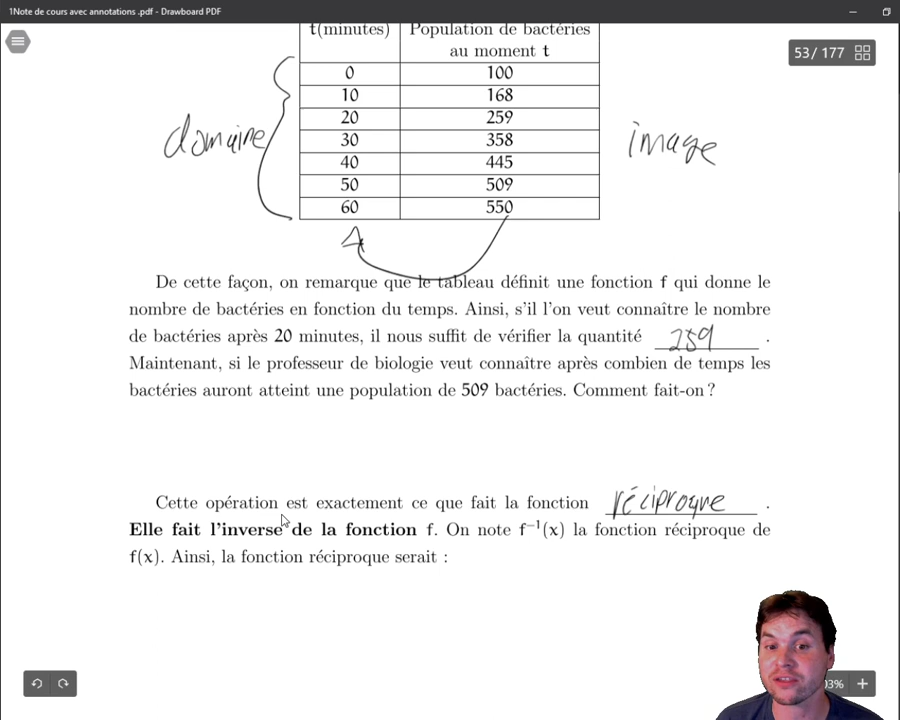 1Note de cours avec annotations .pdf - Drawboard PDF
53 / 177
t(minutes) Population de bactéries
au moment t
0 100
10 168
20 259
30 358
40 445
50 509
60 550
domaine
image
De cette façon, on remarque que le tableau définit une fonction f qui donne le
nombre de bactéries en fonction du temps. Ainsi, s'il l'on veut connaître le nombre
de bactéries après 20 minutes, il nous suffit de vérifier la quantité 259 .
Maintenant, si le professeur de biologie veut connaître après combien de temps les
bactéries auront atteint une population de 509 bactéries. Comment fait-on ?
Cette opération est exactement ce que fait la fonction réciproque .
Elle fait l'inverse de la fonction f. On note f⁻¹(x) la fonction réciproque de
f(x). Ainsi, la fonction réciproque serait :